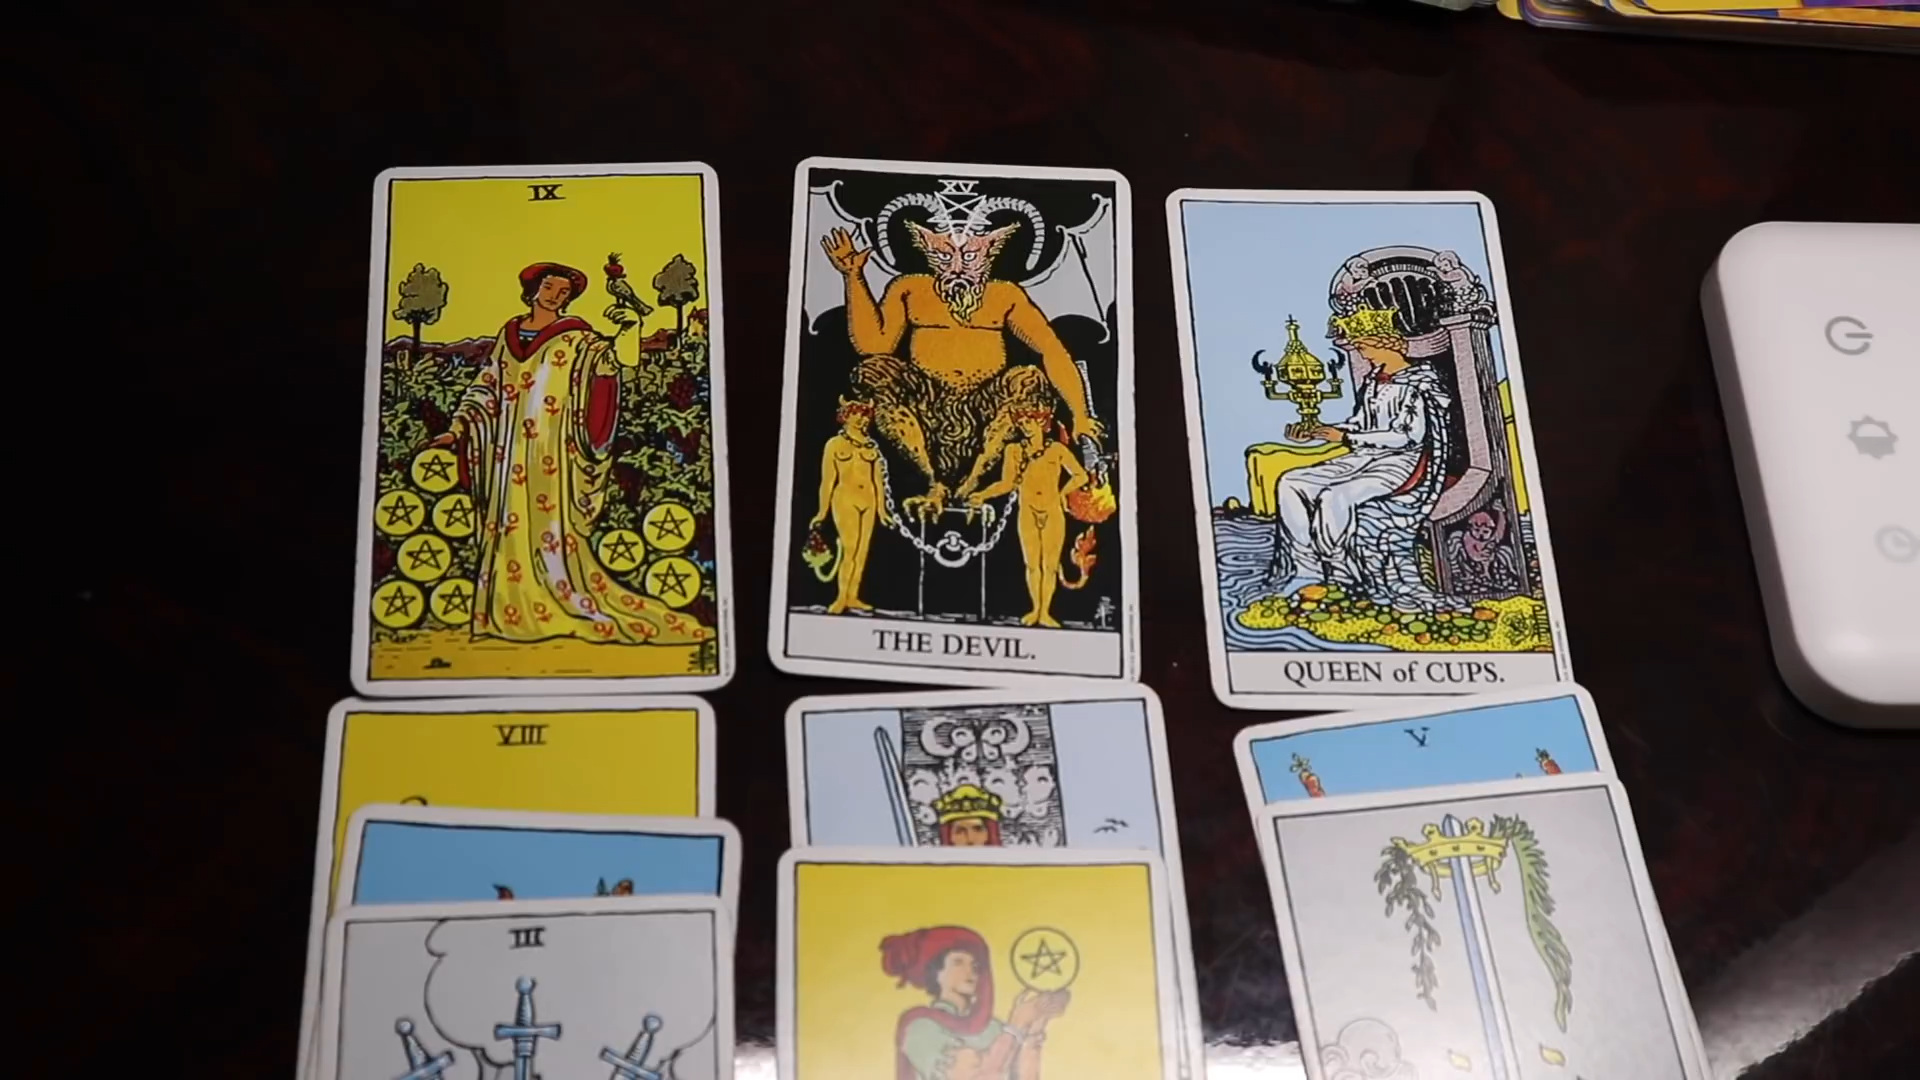 IX
XV
THE DEVIL.
QUEEN of CUPS.
VIII
V
III